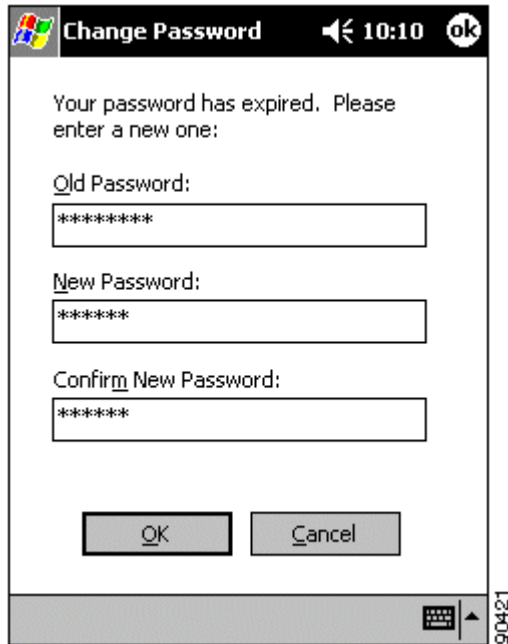 Change Password 10:10 ok
Your password has expired. Please
enter a new one:
Old Password:
********
New Password:
******
Confirm New Password:
******
OK Cancel
90421